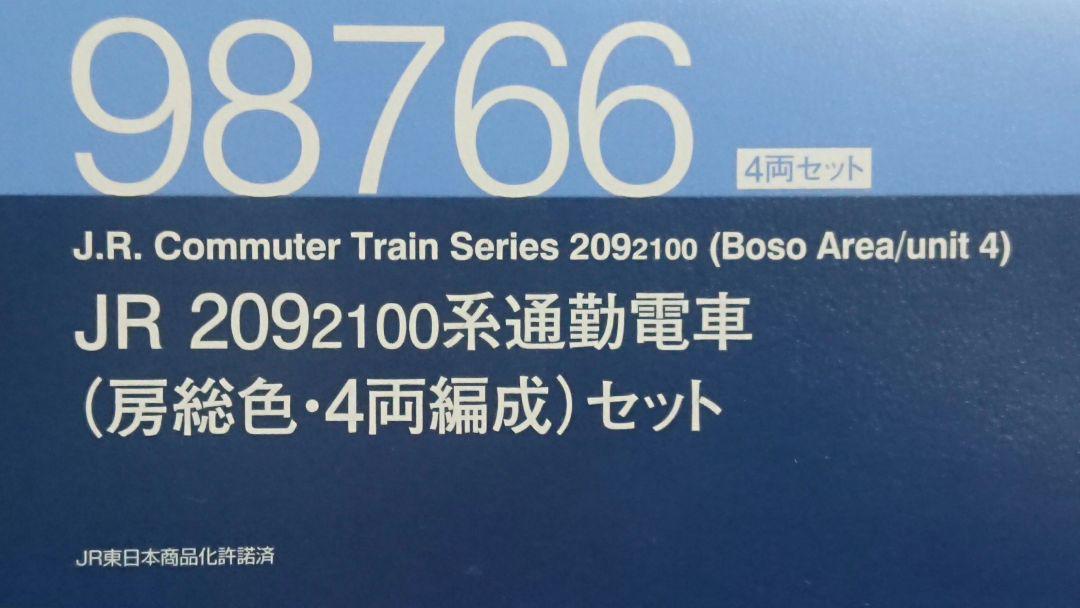 98766
4両セット
J.R. Commuter Train Series 2092100 (Boso Area/unit 4)
JR 2092100系通勤電車
(房総色・4両編成)セット
JR東日本商品化許諾済